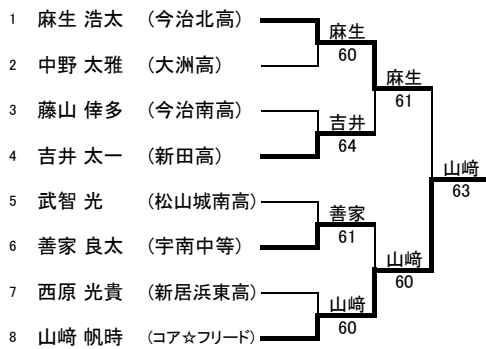 1 麻生 浩太 (今治北高)
麻生
60
2 中野 太雅 (大洲高)
麻生
61
3 藤山 倖多 (今治南高)
吉井
64
4 吉井 太一 (新田高)
山﨑
63
5 武智 光 (松山城南高)
善家
61
6 善家 良太 (宇南中等)
山﨑
60
7 西原 光貴 (新居浜東高)
山﨑
60
8 山﨑 帆時 (コア☆フリード)